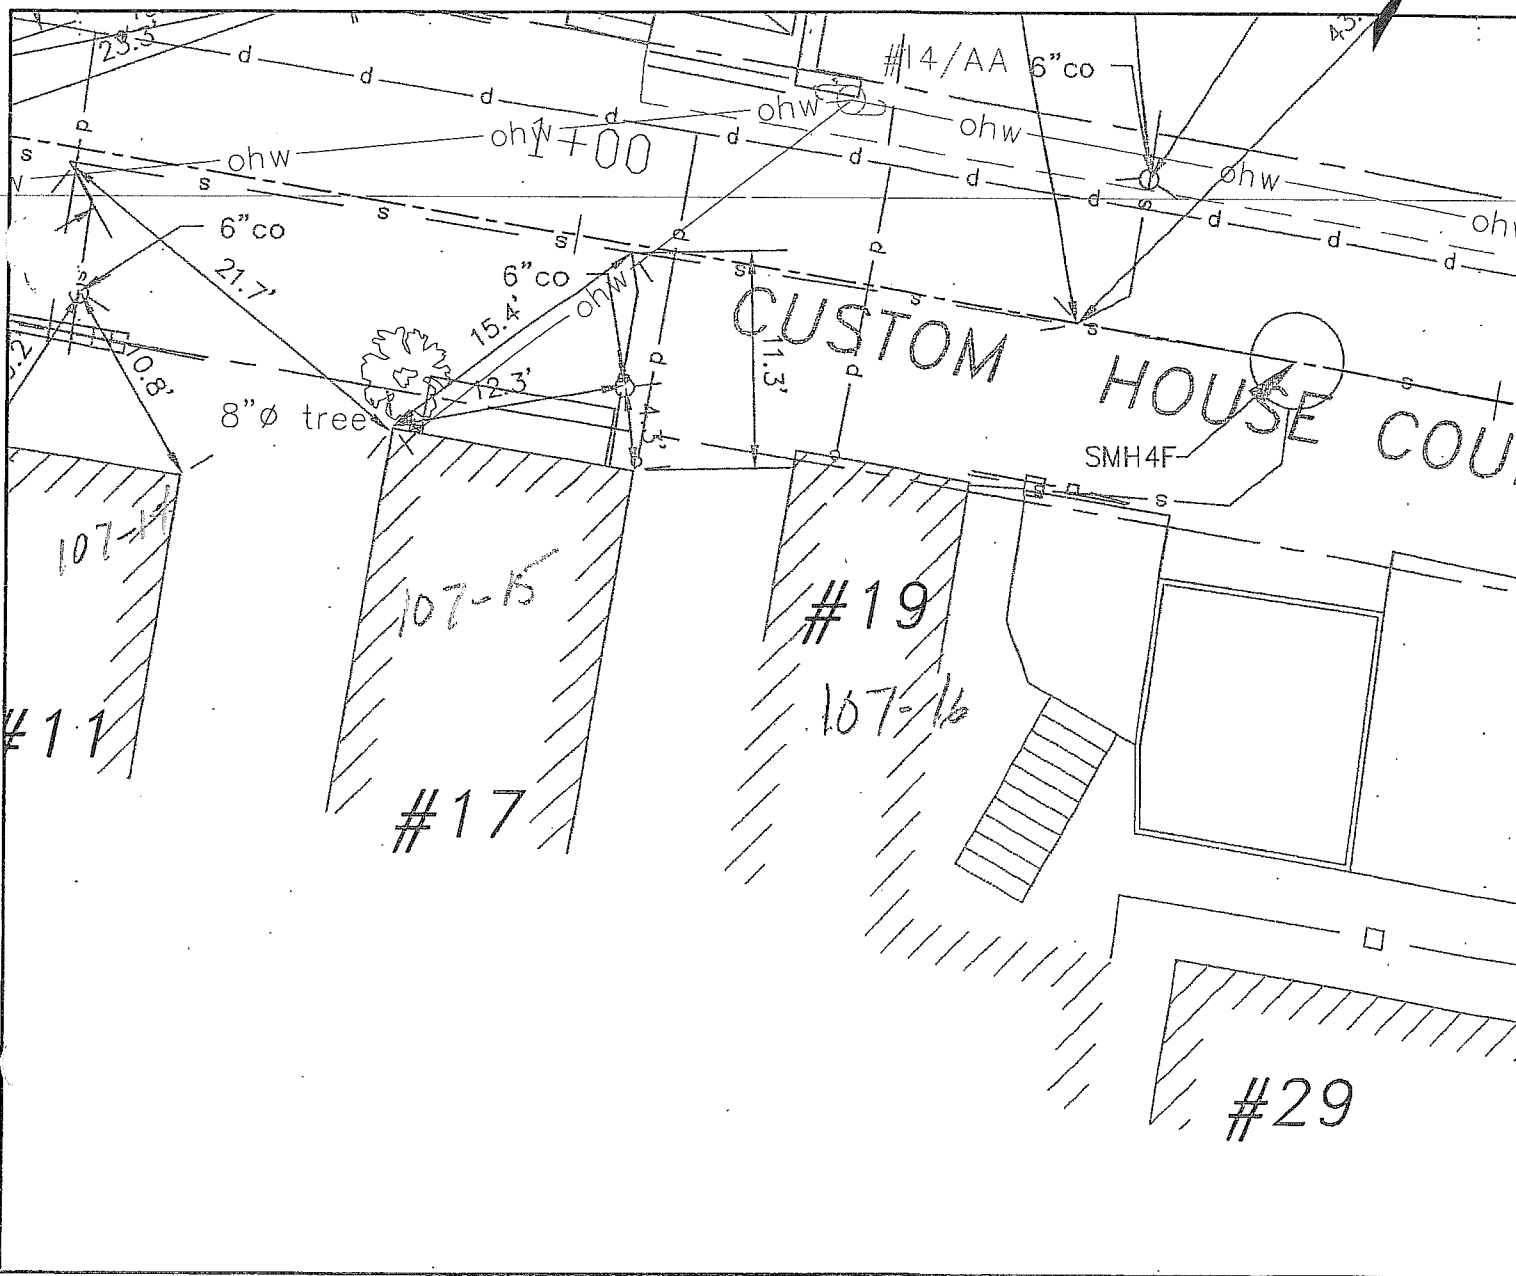 23.3'
#14/AA
6"co
43.
d d d d d d d d d d d
ohw
ohw
ohw
ohw
ohw
1+00
s s s s s s s s
6"co
21.7'
6"co
15.4'
ohw
12.3'
11.3'
10.8'
8"ø tree
CUSTOM HOUSE COU
SMH4F
107-14
107-15
#19
107-16
#11
#17
#29